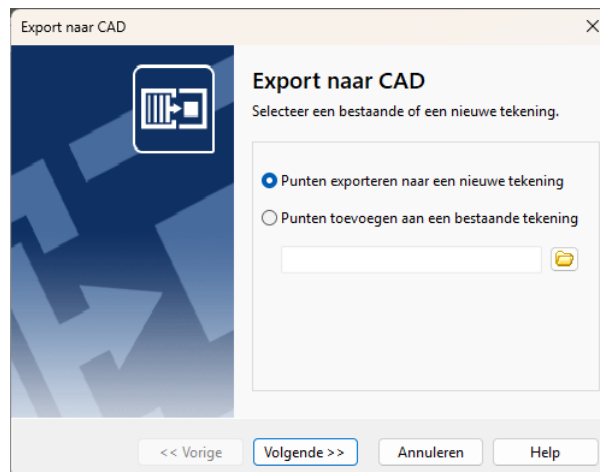 Export naar CAD
Export naar CAD
Selecteer een bestaande of een nieuwe tekening.
Punten exporteren naar een nieuwe tekening
Punten toevoegen aan een bestaande tekening
<< Vorige
Volgende >>
Annuleren
Help